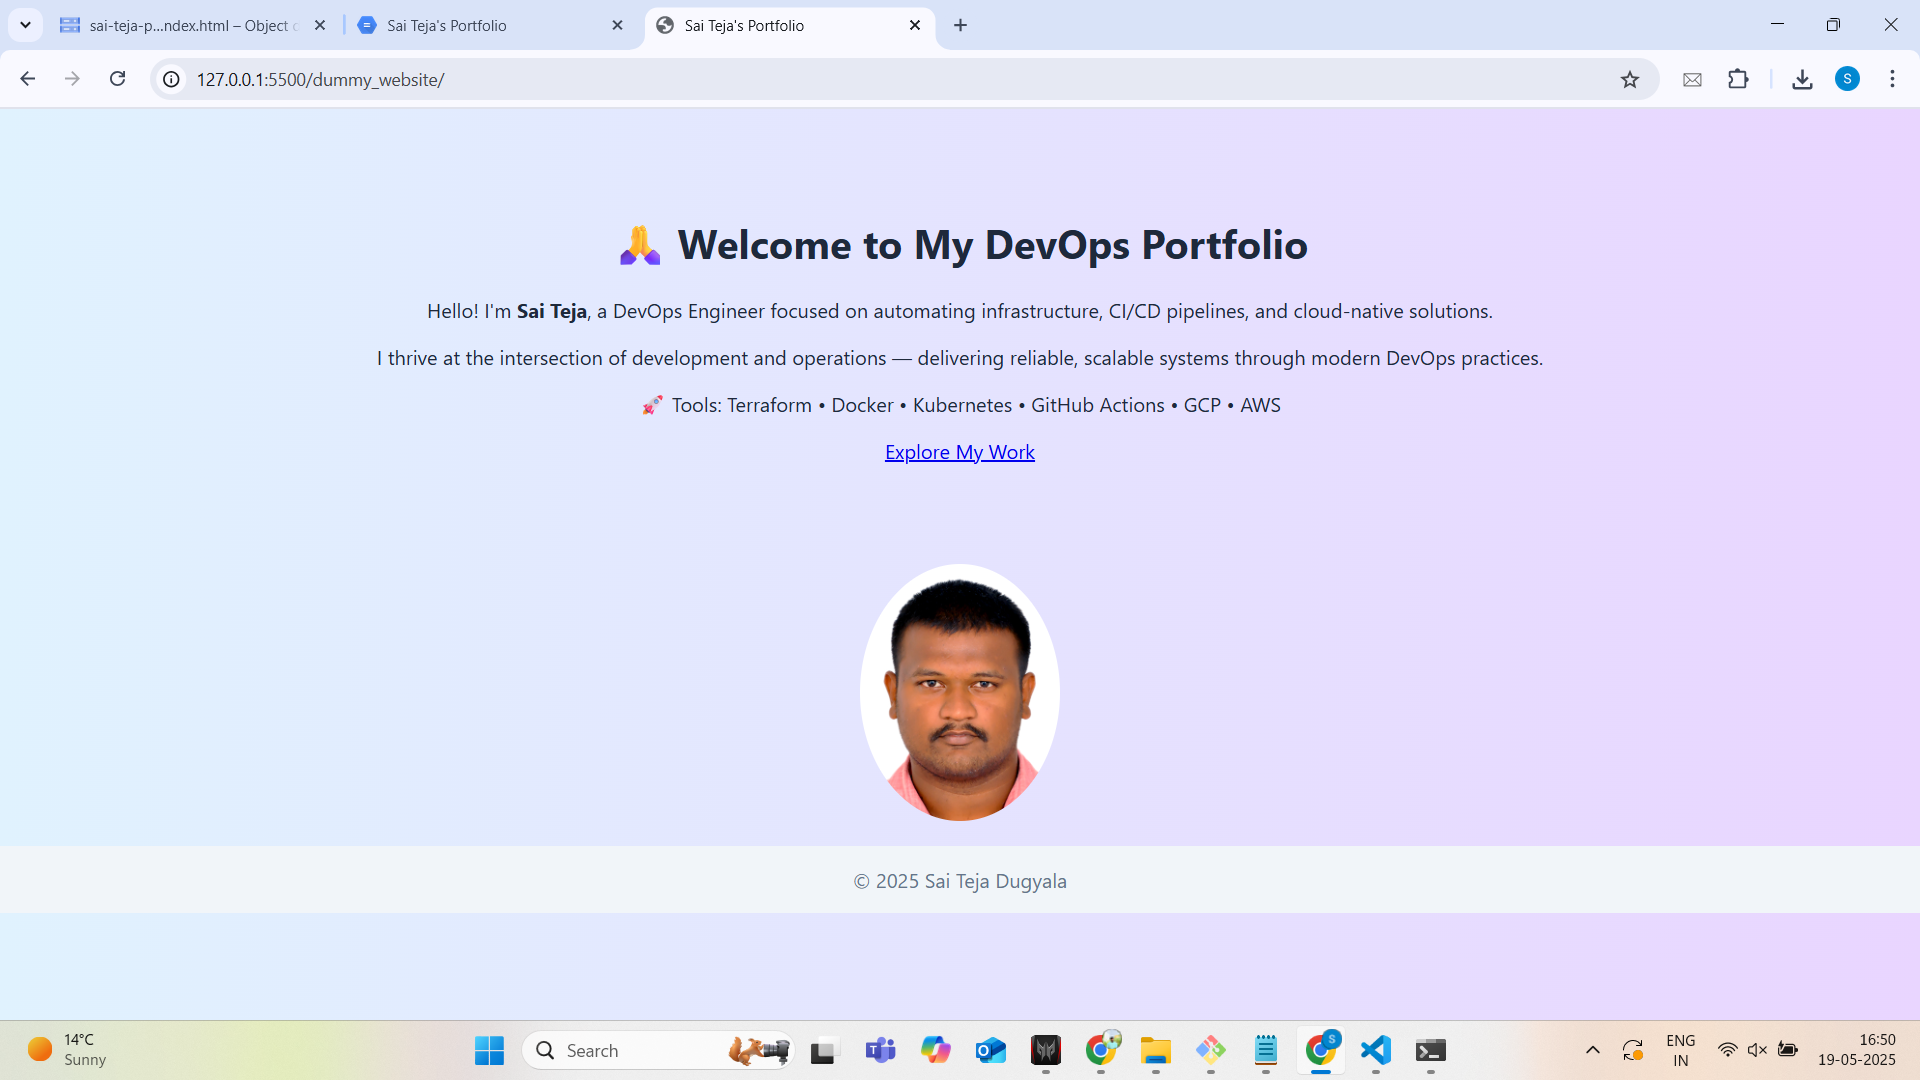 sai-teja-p...ndex.html – Object
Sai Teja's Portfolio
Sai Teja's Portfolio
127.0.0.1:5500/dummy_website/
S
🙏 Welcome to My DevOps Portfolio
Hello! I'm Sai Teja, a DevOps Engineer focused on automating infrastructure, CI/CD pipelines, and cloud-native solutions.
I thrive at the intersection of development and operations — delivering reliable, scalable systems through modern DevOps practices.
🚀 Tools: Terraform • Docker • Kubernetes • GitHub Actions • GCP • AWS
Explore My Work
© 2025 Sai Teja Dugyala
14°C
Sunny
Search
S
ENG
IN
16:50
19-05-2025